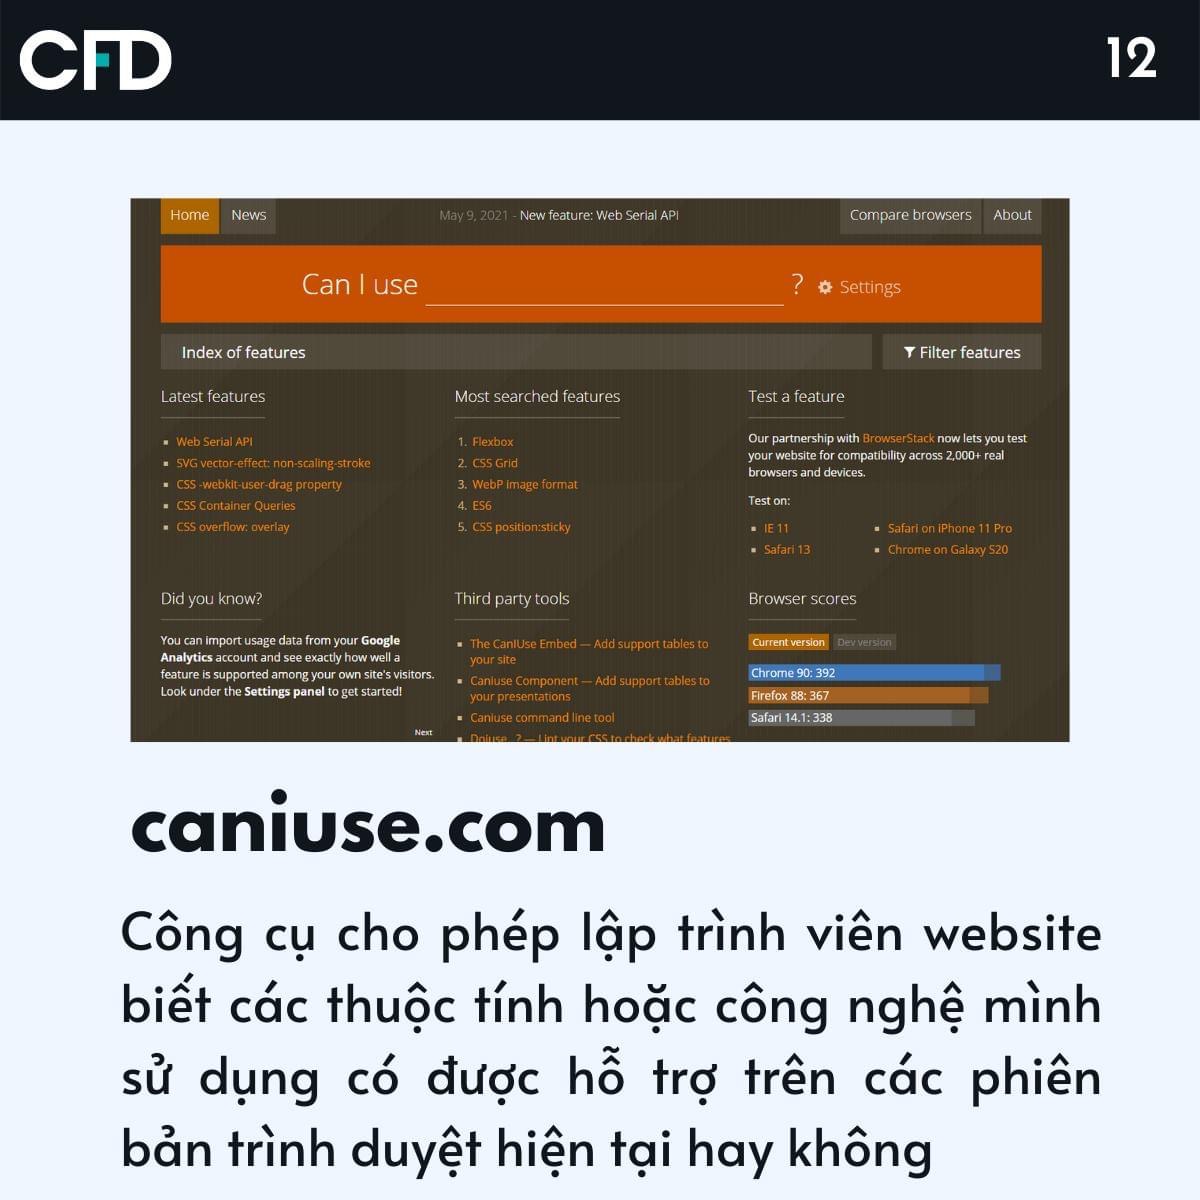 CFD
12
Home
News
May 9, 2021 - New feature: Web Serial API
Compare browsers
About
Can I use
?
Settings
Index of features
Filter features
Latest features
Web Serial API
SVG vector-effect: non-scaling-stroke
CSS -webkit-user-drag property
CSS Container Queries
CSS overflow: overlay
Most searched features
1. Flexbox
2. CSS Grid
3. WebP image format
4. ES6
5. CSS position:sticky
Test a feature
Our partnership with BrowserStack now lets you test
your website for compatibility across 2,000+ real
browsers and devices.
Test on:
IE 11
Safari 13
Safari on iPhone 11 Pro
Chrome on Galaxy S20
Did you know?
You can import usage data from your Google
Analytics account and see exactly how well a
feature is supported among your own site's visitors.
Look under the Settings panel to get started!
Next
Third party tools
The CanIUse Embed — Add support tables to
your site
Caniuse Component — Add support tables to
your presentations
Caniuse command line tool
Doiuse...? — Lint your CSS to check what features
Browser scores
Current version
Dev version
Chrome 90: 392
Firefox 88: 367
Safari 14.1: 338
caniuse.com
Công cụ cho phép lập trình viên website
biết các thuộc tính hoặc công nghệ mình
sử dụng có được hỗ trợ trên các phiên
bản trình duyệt hiện tại hay không